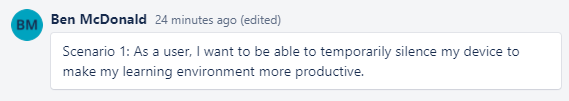 BM
Ben McDonald 24 minutes ago (edited)
Scenario 1: As a user, I want to be able to temporarily silence my device to
make my learning environment more productive.